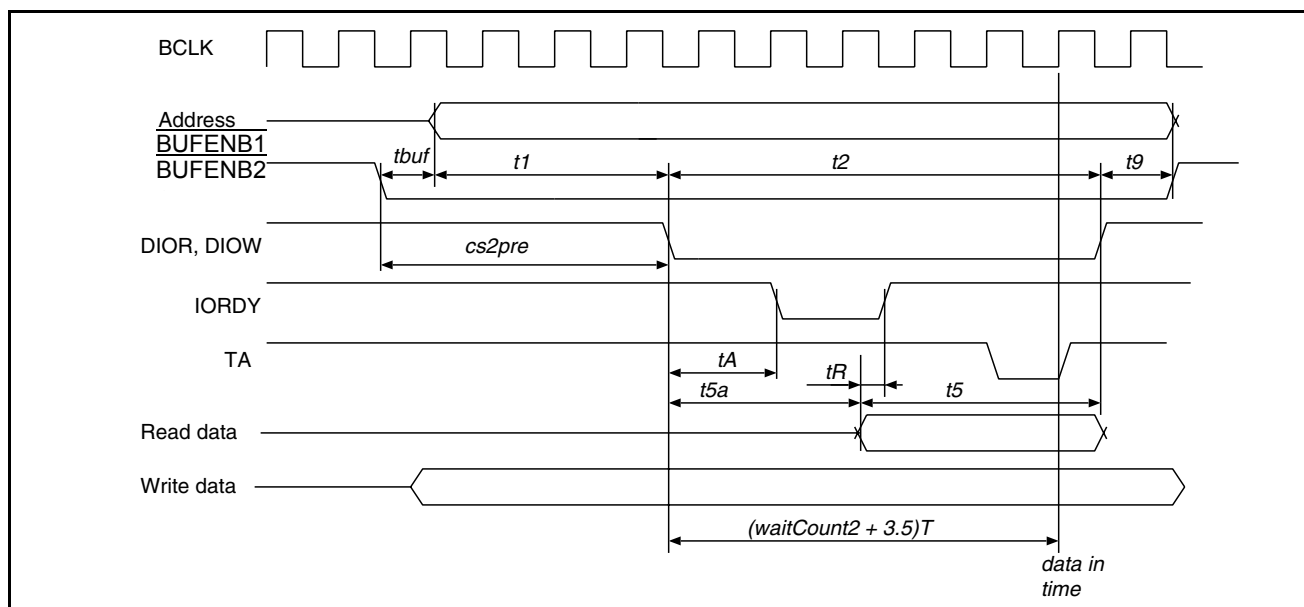 BCLK
Address
BUFENB1
tbuf t1 t2 t9
BUFENB2
DIOR, DIOW
cs2pre
IORDY
TA
tA tR
t5a t5
Read data
Write data
(waitCount2 + 3.5)T
data in
time